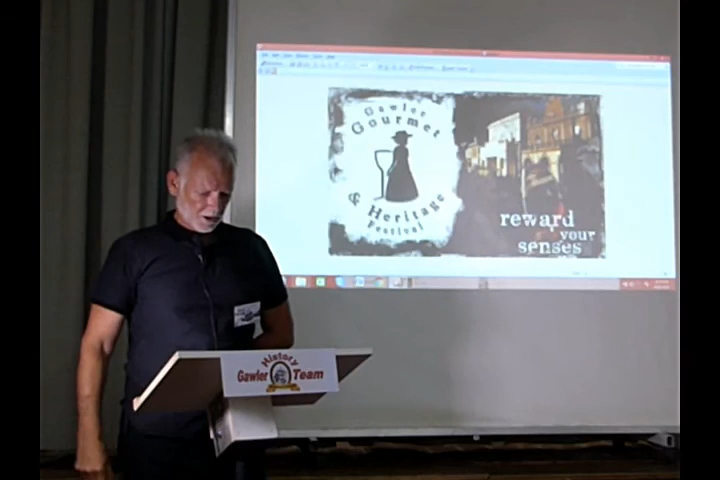 Gawler
Gourmet
& Heritage
Festival
reward
your
senses
History
Gawler Team